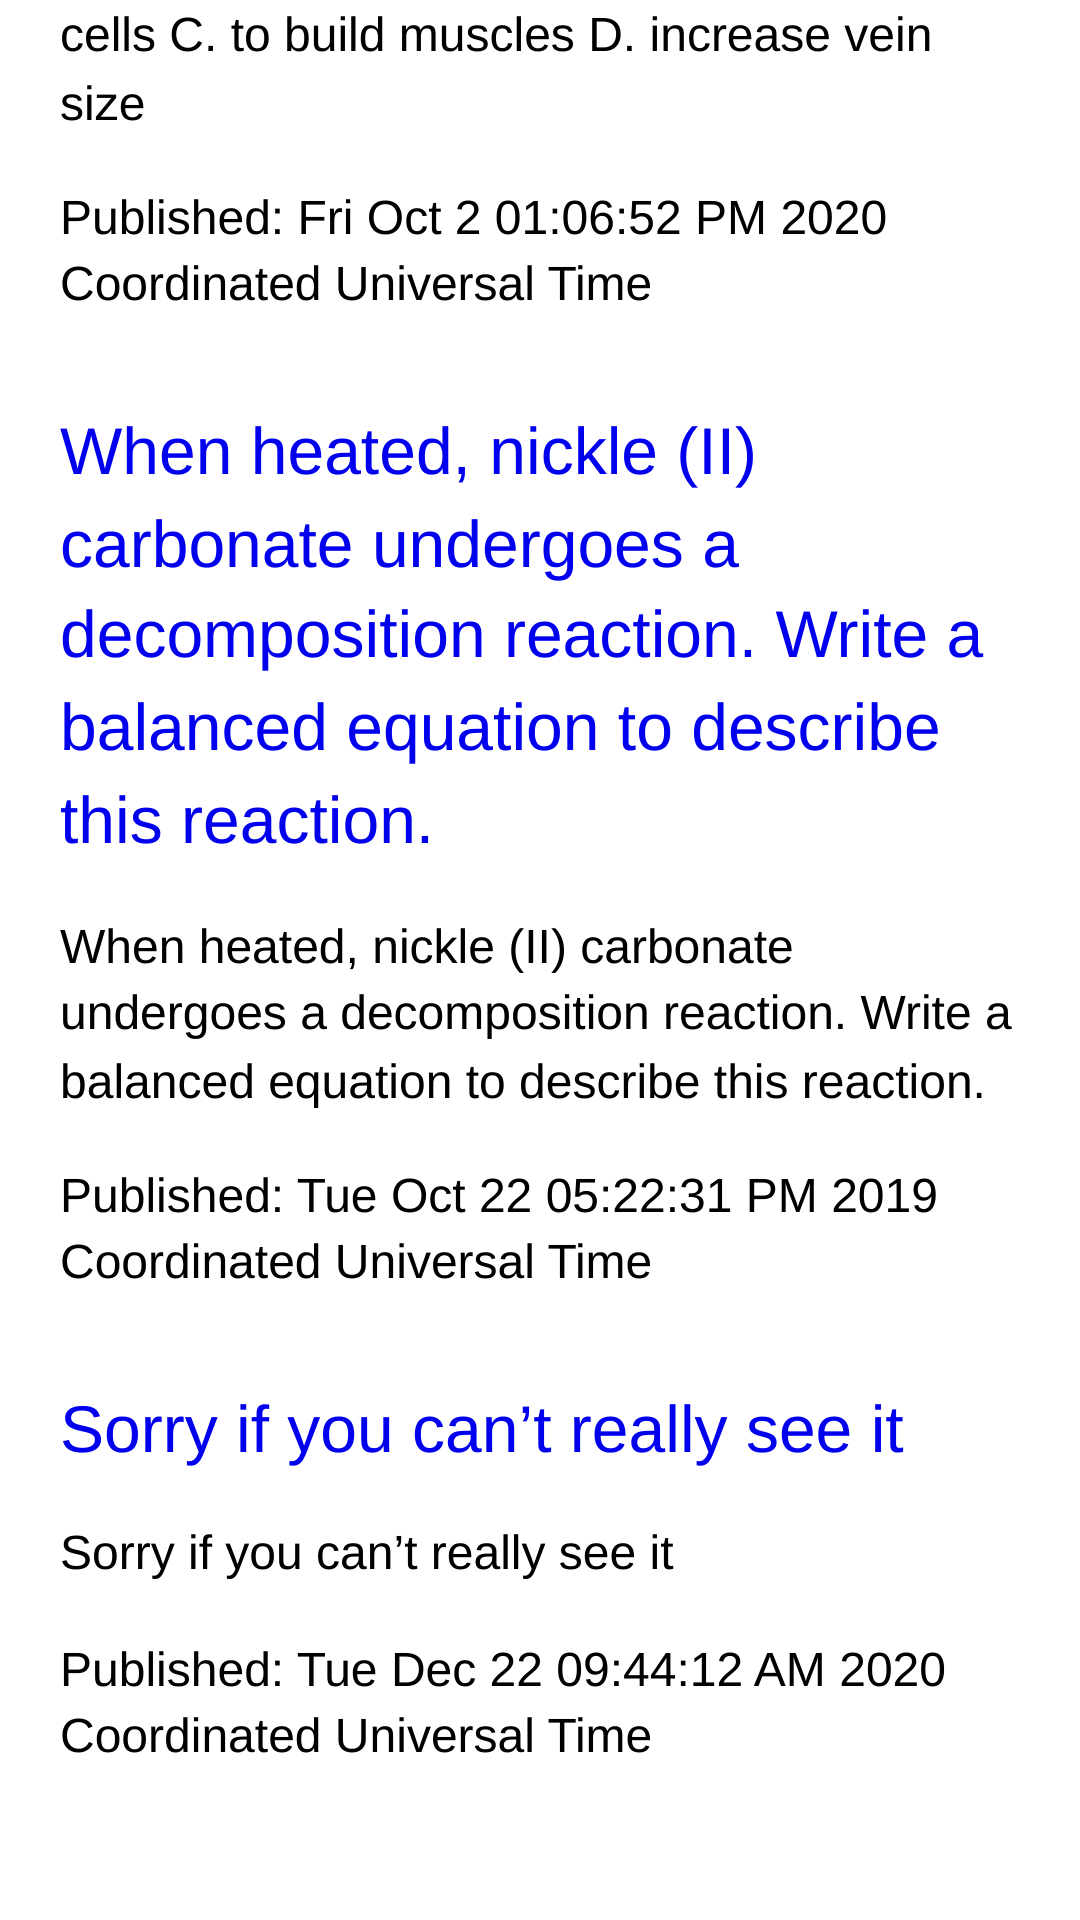 cells C. to build muscles D. increase vein
size
Published: Fri Oct 2 01:06:52 PM 2020
Coordinated Universal Time
When heated, nickle (II)
carbonate undergoes a
decomposition reaction. Write a
balanced equation to describe
this reaction.
When heated, nickle (II) carbonate
undergoes a decomposition reaction. Write a
balanced equation to describe this reaction.
Published: Tue Oct 22 05:22:31 PM 2019
Coordinated Universal Time
Sorry if you can’t really see it
Sorry if you can’t really see it
Published: Tue Dec 22 09:44:12 AM 2020
Coordinated Universal Time